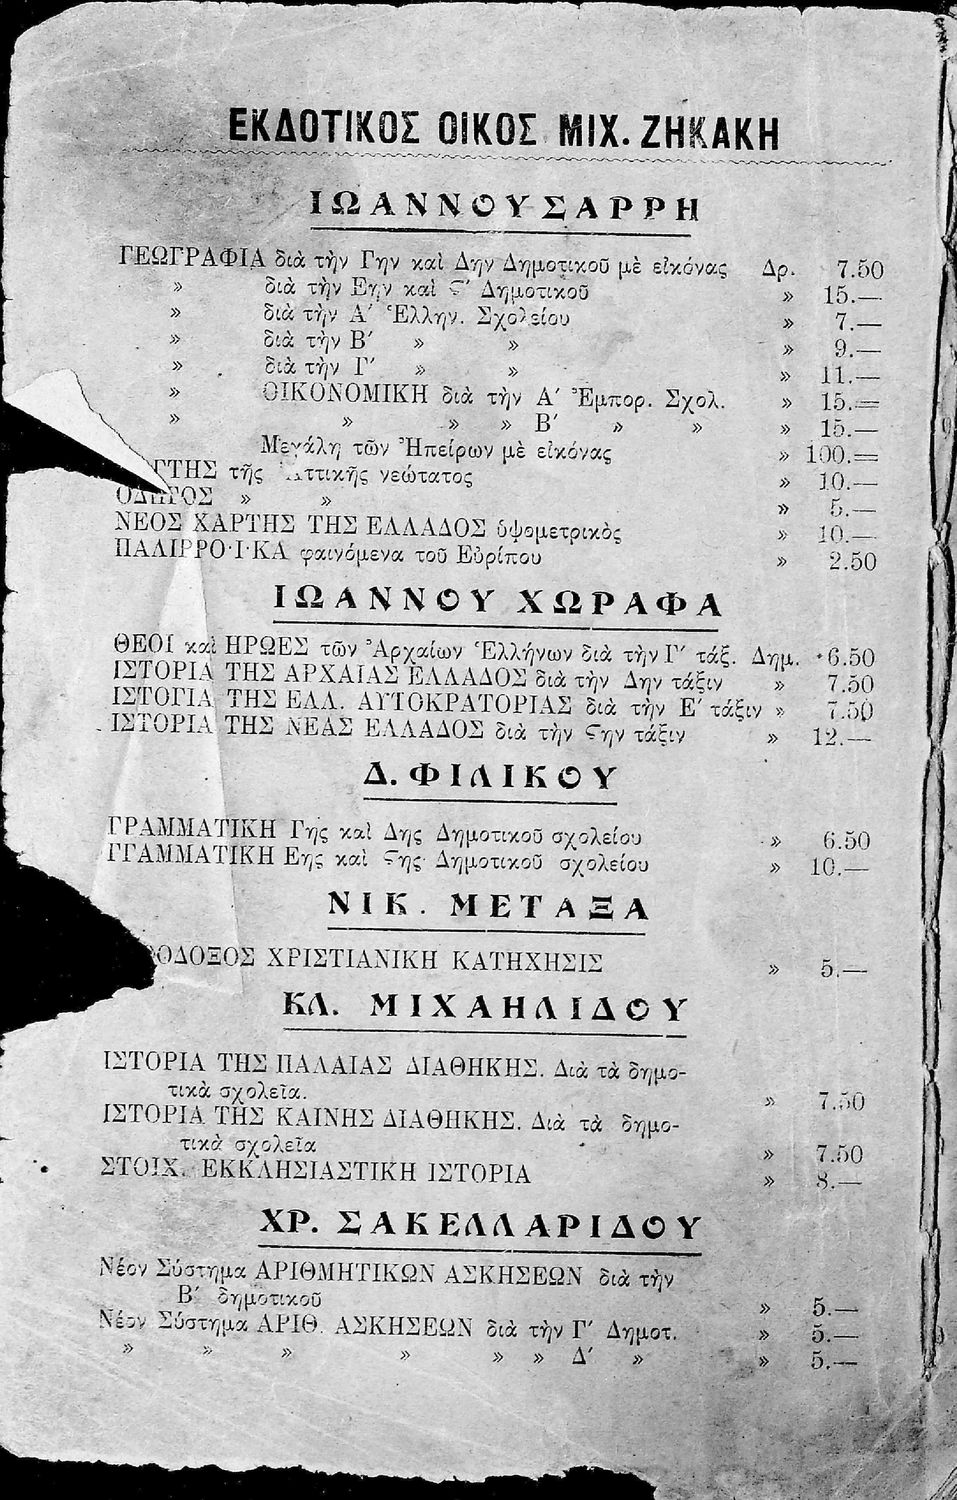 ΕΚΔΟΤΙΚΟΣ ΟΙΚΟΣ ΜΙΧ. ΖΗΚΑΚΗ
ΙΩΑΝΝΟΥ ΣΑΡΡΗ
ΓΕΩΓΡΑΦΙΑ διὰ τὴν Γην καὶ Δην Δημοτικοῦ μὲ εἰκόνας Δρ. 7.50
» διὰ τὴν Εην καὶ Ϛ′ Δημοτικοῦ » 15.—
» διὰ τὴν Α′ Ἑλλην. Σχολείου » 7.—
» διὰ τὴν Β′ » » » 9.—
» διὰ τὴν Γ′ » » » 11.—
» ΟΙΚΟΝΟΜΙΚΗ διὰ τὴν Α′ Ἐμπορ. Σχολ. » 15.—
» » » » Β′ » » » 15.—
Μεγάλη τῶν Ἠπείρων μὲ εἰκόνας » 100.—
ΡΤΗΣ τῆς ττικῆς νεώτατος » 10.—
ΟΔΗΓΟΣ » » » 5.—
ΝΕΟΣ ΧΑΡΤΗΣ ΤΗΣ ΕΛΛΑΔΟΣ ὑψομετρικὸς » 10.—
ΠΑΛΙΡΡΟ·Ι·ΚΑ φαινόμενα τοῦ Εὐρίπου » 2.50
ΙΩΑΝΝΟΥ ΧΩΡΑΦΑ
ΘΕΟΙ καὶ ΗΡΩΕΣ τῶν Ἀρχαίων Ἑλλήνων διὰ τὴν Γ′ τάξ. Δημ. 6.50
ΙΣΤΟΡΙΑ ΤΗΣ ΑΡΧΑΙΑΣ ΕΛΛΑΔΟΣ διὰ τὴν Δην τάξιν » 7.50
ΙΣΤΟΓΙΑ ΤΗΣ ΕΛΛ. ΑΥΤΟΚΡΑΤΟΡΙΑΣ διὰ τὴν Ε′ τάξιν » 7.50
ΙΣΤΟΡΙΑ ΤΗΣ ΝΕΑΣ ΕΛΛΑΔΟΣ διὰ τὴν Ϛην τάξιν » 12.—
Δ. ΦΙΛΙΚΟΥ
ΓΡΑΜΜΑΤΙΚΗ Γης καὶ Δης Δημοτικοῦ σχολείου » 6.50
ΓΓΑΜΜΑΤΙΚΗ Εης καὶ Ϛης Δημοτικοῦ σχολείου » 10.—
ΝΙΚ. ΜΕΤΑΞΑ
ΟΔΟΞΟΣ ΧΡΙΣΤΙΑΝΙΚΗ ΚΑΤΗΧΗΣΙΣ » 5.—
ΚΛ. ΜΙΧΑΗΛΙΔΟΥ
ΙΣΤΟΡΙΑ ΤΗΣ ΠΑΛΑΙΑΣ ΔΙΑΘΗΚΗΣ. Διὰ τὰ δημο-
τικὰ σχολεῖα. » 7.50
ΙΣΤΟΡΙΑ ΤΗΣ ΚΑΙΝΗΣ ΔΙΑΘΗΚΗΣ. Διὰ τὰ δημο-
τικὰ σχολεῖα » 7.50
ΣΤΟΙΧ. ΕΚΚΛΗΣΙΑΣΤΙΚΗ ΙΣΤΟΡΙΑ » 8.—
ΧΡ. ΣΑΚΕΛΛΑΡΙΔΟΥ
Νέον Σύστημα ΑΡΙΘΜΗΤΙΚΩΝ ΑΣΚΗΣΕΩΝ διὰ τὴν
Β′ δημοτικοῦ » 5.—
Νέον Σύστημα ΑΡΙΘ. ΑΣΚΗΣΕΩΝ διὰ τὴν Γ′ Δημοτ. » 5.—
» » » » » » Δ′ » » 5.—